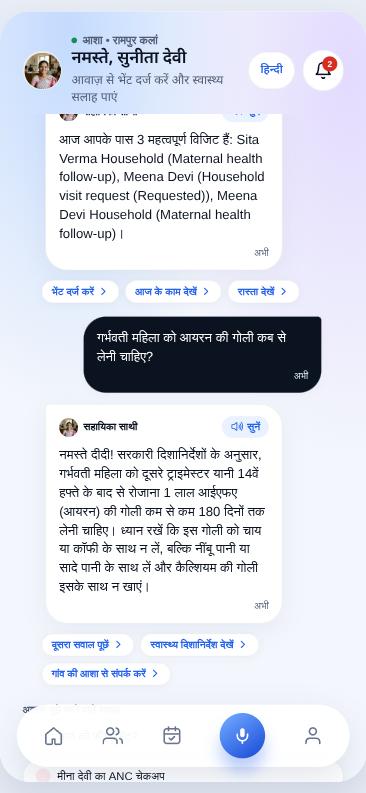 आशा • रामपुर कलां
नमस्ते, सुनीता देवी
आवाज़ से भेंट दर्ज करें और स्वास्थ्य
सलाह पाएं
हिन्दी
2
आज आपके पास 3 महत्वपूर्ण विजिट हैं: Sita
Verma Household (Maternal health
follow-up), Meena Devi (Household
visit request (Requested)), Meena
Devi Household (Maternal health
follow-up)।
अभी
भेंट दर्ज करें
आज के काम देखें
रास्ता देखें
गर्भवती महिला को आयरन की गोली कब से
लेनी चाहिए?
अभी
सहायिका साथी
सुनें
नमस्ते दीदी! सरकारी दिशानिर्देशों के अनुसार,
गर्भवती महिला को दूसरे ट्राइमेस्टर यानी 14वें
हफ्ते के बाद से रोजाना 1 लाल आईएफए
(आयरन) की गोली कम से कम 180 दिनों तक
लेनी चाहिए। ध्यान रखें कि इस गोली को चाय
या कॉफी के साथ न लें, बल्कि नींबू पानी या
सादे पानी के साथ लें और कैल्शियम की गोली
इसके साथ न खाएं।
अभी
दूसरा सवाल पूछें
स्वास्थ्य दिशानिर्देश देखें
गांव की आशा से संपर्क करें
मीना देवी का ANC चेकअप